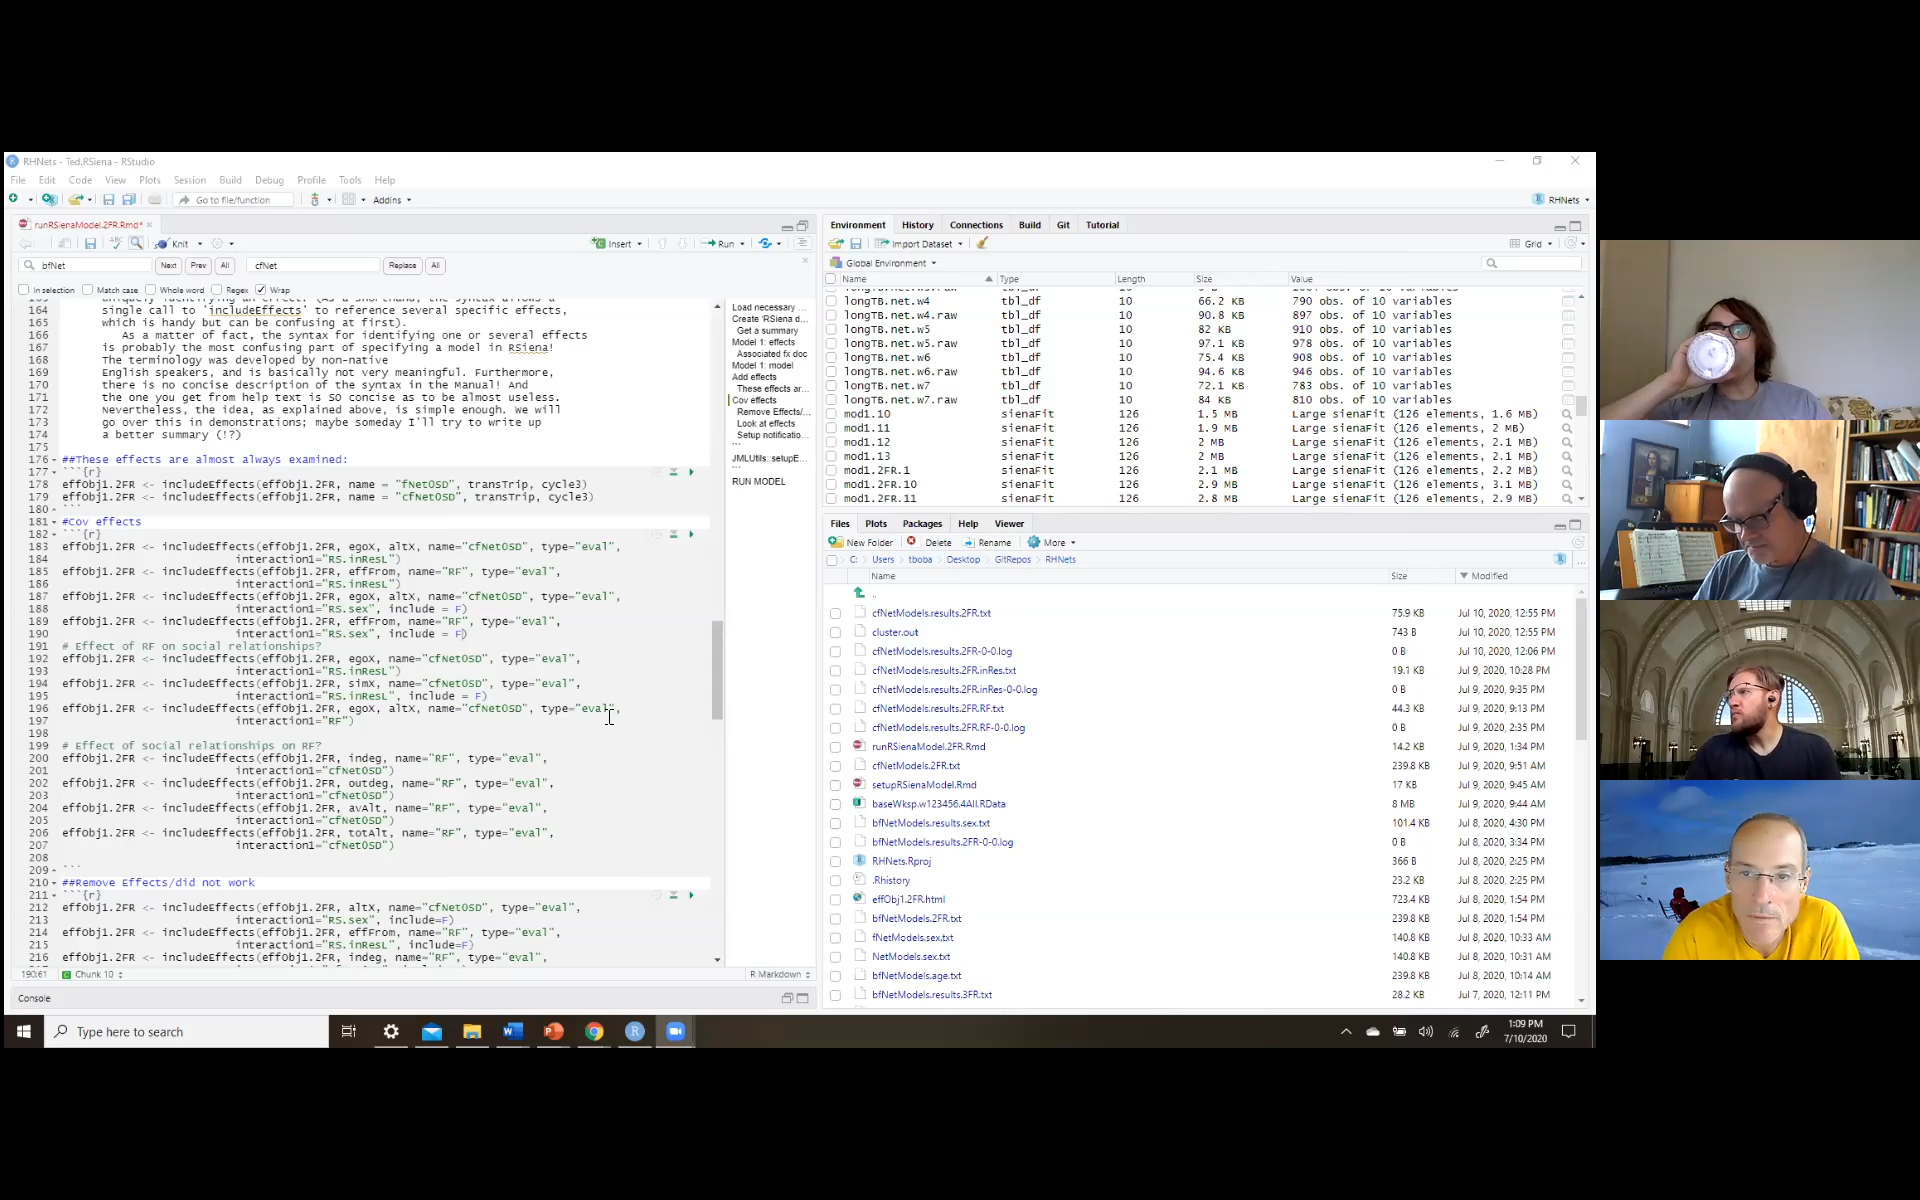 RHNets - Ted.RSiena - RStudio
File Edit Code View Plots Session Build Debug Profile Tools Help
Go to file/function
Addins
RHNets
runRSienaModel.2FR.Rmd*
Knit
Insert
Run
bfNet
Next
Prev
All
cfNet
Replace
All
In selection
Match case
Whole word
Regex
Wrap
164 single call to 'includeEffects' to reference several specific effects,
165 which is handy but can be confusing at first).
166 As a matter of fact, the syntax for identifying one or several effects
167 is probably the most confusing part of specifying a model in RSiena!
168 The terminology was developed by non-native
169 English speakers, and is basically not very meaningful. Furthermore,
170 there is no concise description of the syntax in the Manual! And
171 the one you get from help text is SO concise as to be almost useless.
172 Nevertheless, the idea, as explained above, is simple enough. We will
173 go over this in demonstrations; maybe someday I'll try to write up
174 a better summary (!?)
175
176 ##These effects are almost always examined:
177 ```{r}
178 effObj1.2FR <- includeEffects(effObj1.2FR, name = "fNetOSD", transTrip, cycle3)
179 effObj1.2FR <- includeEffects(effObj1.2FR, name = "cfNetOSD", transTrip, cycle3)
180 ```
181 #Cov effects
182 ```{r}
183 effObj1.2FR <- includeEffects(effObj1.2FR, egoX, altX, name="cfNetOSD", type="eval",
184 interaction1="RS.inResL")
185 effObj1.2FR <- includeEffects(effObj1.2FR, effFrom, name="RF", type="eval",
186 interaction1="RS.inResL")
187 effObj1.2FR <- includeEffects(effObj1.2FR, egoX, altX, name="cfNetOSD", type="eval",
188 interaction1="RS.sex", include = F)
189 effObj1.2FR <- includeEffects(effObj1.2FR, effFrom, name="RF", type="eval",
190 interaction1="RS.sex", include = F)
191 # Effect of RF on social relationships?
192 effObj1.2FR <- includeEffects(effObj1.2FR, egoX, name="cfNetOSD", type="eval",
193 interaction1="RS.inResL")
194 effObj1.2FR <- includeEffects(effObj1.2FR, simX, name="cfNetOSD", type="eval",
195 interaction1="RS.inResL", include = F)
196 effObj1.2FR <- includeEffects(effObj1.2FR, egoX, altX, name="cfNetOSD", type="eval",
197 interaction1="RF")
198
199 # Effect of social relationships on RF?
200 effObj1.2FR <- includeEffects(effObj1.2FR, indeg, name="RF", type="eval",
201 interaction1="cfNetOSD")
202 effObj1.2FR <- includeEffects(effObj1.2FR, outdeg, name="RF", type="eval",
203 interaction1="cfNetOSD")
204 effObj1.2FR <- includeEffects(effObj1.2FR, avAlt, name="RF", type="eval",
205 interaction1="cfNetOSD")
206 effObj1.2FR <- includeEffects(effObj1.2FR, totAlt, name="RF", type="eval",
207 interaction1="cfNetOSD")
208
209 ```
210 ##Remove Effects/did not work
211 ```{r}
212 effObj1.2FR <- includeEffects(effObj1.2FR, altX, name="cfNetOSD", type="eval",
213 interaction1="RS.sex", include=F)
214 effObj1.2FR <- includeEffects(effObj1.2FR, effFrom, name="RF", type="eval",
215 interaction1="RS.inResL", include=F)
216 effObj1.2FR <- includeEffects(effObj1.2FR, indeg, name="RF", type="eval",
190:61 Chunk 10 R Markdown
Console
Load necessary ...
Create 'RSiena d...
Get a summary
Model 1: effects
Associated fx doc
Model 1: model
Add effects
These effects ar...
Cov effects
Remove Effects/...
Look at effects
Setup notificatio...
```
JMLUtils::setupE...
```
RUN MODEL
Environment History Connections Build Git Tutorial
Import Dataset
Grid
Global Environment
Name Type Length Size Value
longTB.net.w4 tbl_df 10 66.2 KB 790 obs. of 10 variables
longTB.net.w4.raw tbl_df 10 90.8 KB 897 obs. of 10 variables
longTB.net.w5 tbl_df 10 82 KB 910 obs. of 10 variables
longTB.net.w5.raw tbl_df 10 97.1 KB 978 obs. of 10 variables
longTB.net.w6 tbl_df 10 75.4 KB 908 obs. of 10 variables
longTB.net.w6.raw tbl_df 10 94.6 KB 946 obs. of 10 variables
longTB.net.w7 tbl_df 10 72.1 KB 783 obs. of 10 variables
longTB.net.w7.raw tbl_df 10 84 KB 810 obs. of 10 variables
mod1.10 sienaFit 126 1.5 MB Large sienaFit (126 elements, 1.6 MB)
mod1.11 sienaFit 126 1.9 MB Large sienaFit (126 elements, 2 MB)
mod1.12 sienaFit 126 2 MB Large sienaFit (126 elements, 2.1 MB)
mod1.13 sienaFit 126 2 MB Large sienaFit (126 elements, 2.1 MB)
mod1.2FR.1 sienaFit 126 2.1 MB Large sienaFit (126 elements, 2.2 MB)
mod1.2FR.10 sienaFit 126 2.9 MB Large sienaFit (126 elements, 3.1 MB)
mod1.2FR.11 sienaFit 126 2.8 MB Large sienaFit (126 elements, 2.9 MB)
Files Plots Packages Help Viewer
New Folder Delete Rename More
C: Users tboba Desktop GitRepos RHNets
Name Size Modified
..
cfNetModels.results.2FR.txt 75.9 KB Jul 10, 2020, 12:55 PM
cluster.out 743 B Jul 10, 2020, 12:55 PM
cfNetModels.results.2FR-0-0.log 0 B Jul 10, 2020, 12:06 PM
cfNetModels.results.2FR.inRes.txt 19.1 KB Jul 9, 2020, 10:28 PM
cfNetModels.results.2FR.inRes-0-0.log 0 B Jul 9, 2020, 9:35 PM
cfNetModels.results.2FR.RF.txt 44.3 KB Jul 9, 2020, 9:13 PM
cfNetModels.results.2FR.RF-0-0.log 0 B Jul 9, 2020, 2:35 PM
runRSienaModel.2FR.Rmd 14.2 KB Jul 9, 2020, 1:34 PM
cfNetModels.2FR.txt 239.8 KB Jul 9, 2020, 9:51 AM
setupRSienaModel.Rmd 17 KB Jul 9, 2020, 9:45 AM
baseWksp.w123456.4All.RData 8 MB Jul 9, 2020, 9:44 AM
bfNetModels.results.sex.txt 101.4 KB Jul 8, 2020, 4:30 PM
bfNetModels.results.2FR-0-0.log 0 B Jul 8, 2020, 3:34 PM
RHNets.Rproj 366 B Jul 8, 2020, 2:25 PM
.Rhistory 23.2 KB Jul 8, 2020, 2:25 PM
effObj1.2FR.html 723.4 KB Jul 8, 2020, 1:54 PM
bfNetModels.2FR.txt 239.8 KB Jul 8, 2020, 1:54 PM
fNetModels.sex.txt 140.8 KB Jul 8, 2020, 10:33 AM
NetModels.sex.txt 140.8 KB Jul 8, 2020, 10:31 AM
bfNetModels.age.txt 239.8 KB Jul 8, 2020, 10:14 AM
bfNetModels.results.3FR.txt 28.2 KB Jul 7, 2020, 12:11 PM
Type here to search
1:09 PM
7/10/2020